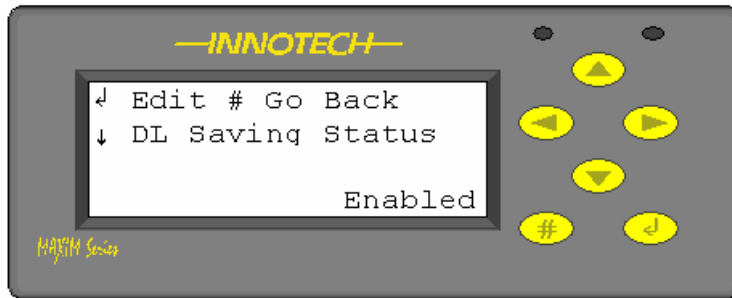 INNOTECH
↲ Edit # Go Back
↓ DL Saving Status
Enabled
#
MAXIM Series